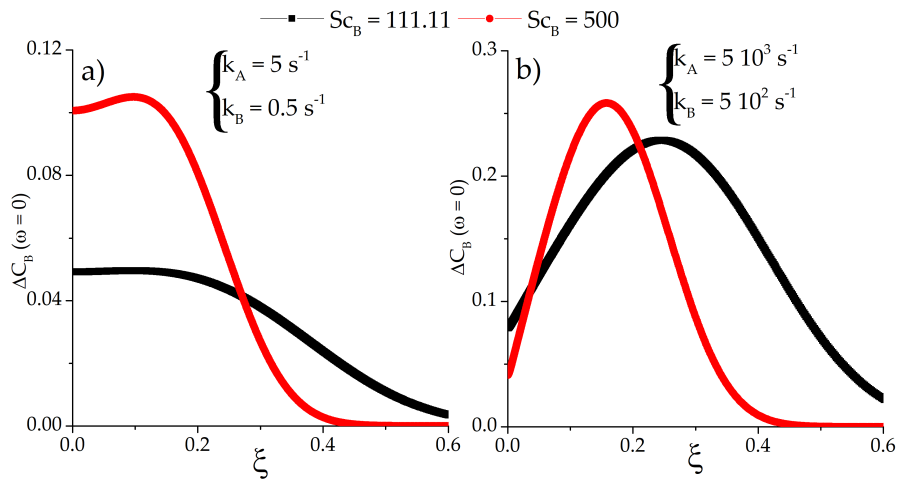 Sc_B = 111.11 Sc_B = 500
a)
k_A = 5 s^-1
k_B = 0.5 s^-1
ΔC_B (ω = 0)
0.12
0.08
0.04
0.00
0.0 0.2 0.4 0.6
ξ
b)
k_A = 5 10^3 s^-1
k_B = 5 10^2 s^-1
ΔC_B (ω = 0)
0.3
0.2
0.1
0.0
0.0 0.2 0.4 0.6
ξ